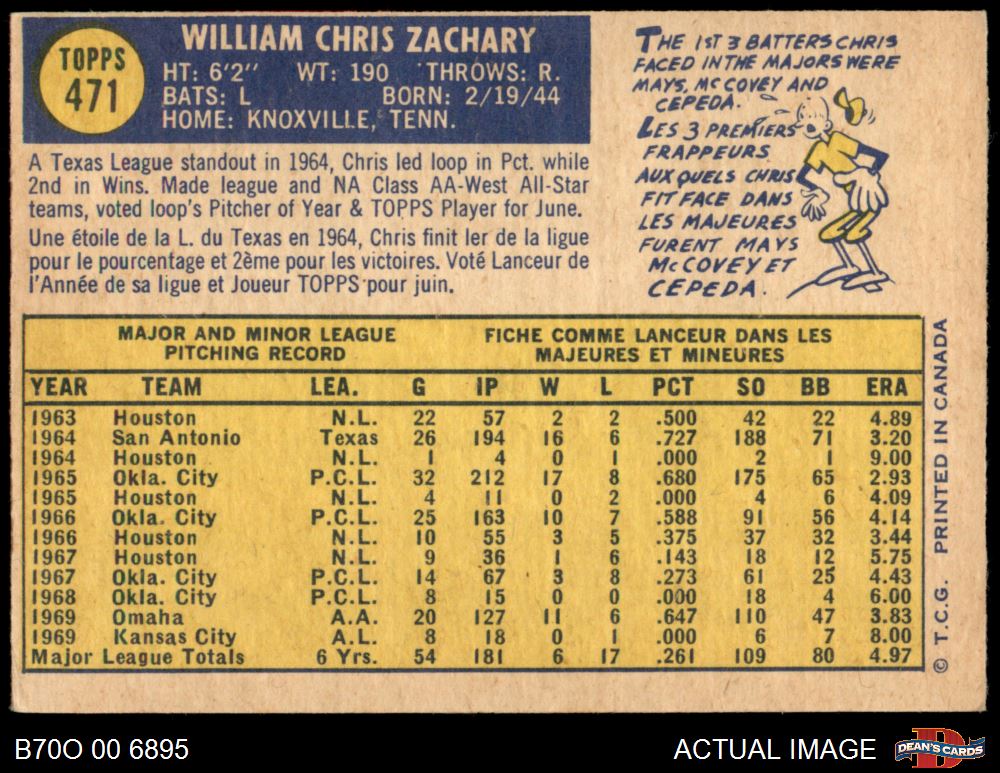 TOPPS
471
WILLIAM CHRIS ZACHARY
HT: 6'2" WT: 190 THROWS: R.
BATS: L BORN: 2/19/44
HOME: KNOXVILLE, TENN.
A Texas League standout in 1964, Chris led loop in Pct. while
2nd in Wins. Made league and NA Class AA-West All-Star
teams, voted loop's Pitcher of Year & TOPPS Player for June.
Une étoile de la L. du Texas en 1964, Chris finit ler de la ligue
pour le pourcentage et 2ème pour les victoires. Voté Lanceur de
l'Année de sa ligue et Joueur TOPPS pour juin.
THE 1ST 3 BATTERS CHRIS
FACED IN THE MAJORS WERE
MAYS, MCCOVEY AND
CEPEDA.
LES 3 PREMIERS
FRAPPEURS
AUXQUELS CHRIS
FIT FACE DANS
LES MAJEURES
FURENT MAYS
MCCOVEY ET
CEPEDA.
MAJOR AND MINOR LEAGUE
PITCHING RECORD
FICHE COMME LANCEUR DANS LES
MAJEURES ET MINEURES
YEAR TEAM LEA. G IP W L PCT SO BB ERA
1963 Houston N.L. 22 57 2 2 .500 42 22 4.89
1964 San Antonio Texas 26 194 16 6 .727 188 71 3.20
1964 Houston N.L. 1 4 0 1 .000 2 1 9.00
1965 Okla. City P.C.L. 32 212 17 8 .680 175 65 2.93
1965 Houston N.L. 4 11 0 2 .000 4 6 4.09
1966 Okla. City P.C.L. 25 163 10 7 .588 91 56 4.14
1966 Houston N.L. 10 55 3 5 .375 37 32 3.44
1967 Houston N.L. 9 36 1 6 .143 18 12 5.75
1967 Okla. City P.C.L. 14 67 3 8 .273 61 25 4.43
1968 Okla. City P.C.L. 8 15 0 0 .000 18 4 6.00
1969 Omaha A.A. 20 127 11 6 .647 110 47 3.83
1969 Kansas City A.L. 8 18 0 1 .000 6 7 8.00
Major League Totals 6 Yrs. 54 181 6 17 .261 109 80 4.97
© T.C.G. PRINTED IN CANADA
B70O 00 6895
ACTUAL IMAGE
D
DEAN'S CARDS